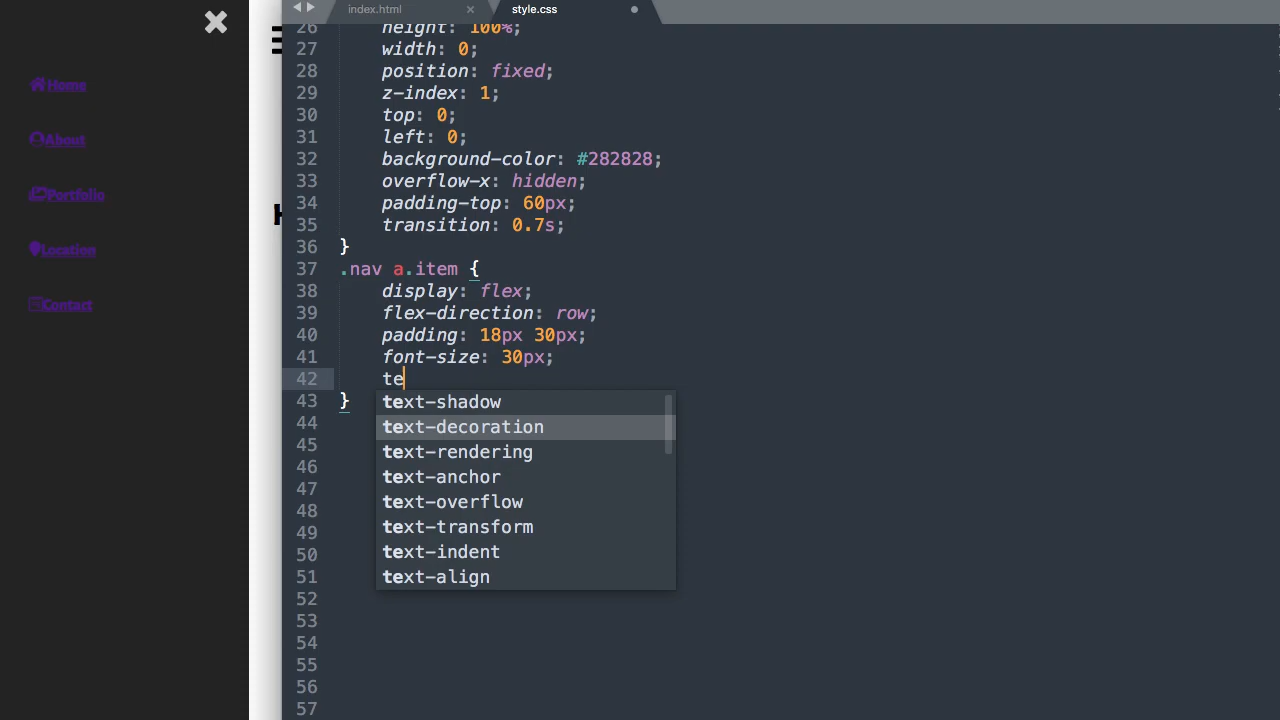 index.html
style.css
Home
About
Portfolio
Location
Contact
26 height: 100%;
27 width: 0;
28 position: fixed;
29 z-index: 1;
30 top: 0;
31 left: 0;
32 background-color: #282828;
33 overflow-x: hidden;
34 padding-top: 60px;
35 transition: 0.7s;
36 }
37 .nav a.item {
38 display: flex;
39 flex-direction: row;
40 padding: 18px 30px;
41 font-size: 30px;
42 te
43 }
text-shadow
text-decoration
text-rendering
text-anchor
text-overflow
text-transform
text-indent
text-align
44
45
46
47
48
49
50
51
52
53
54
55
56
57